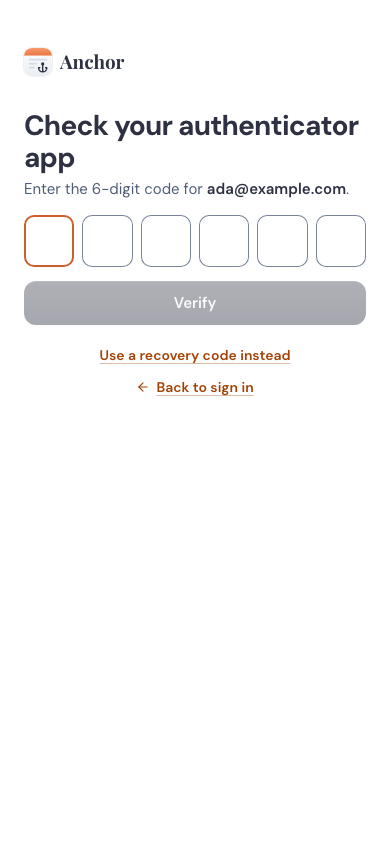 Anchor
Check your authenticator
app
Enter the 6-digit code for ada@example.com.
Verify
Use a recovery code instead
← Back to sign in